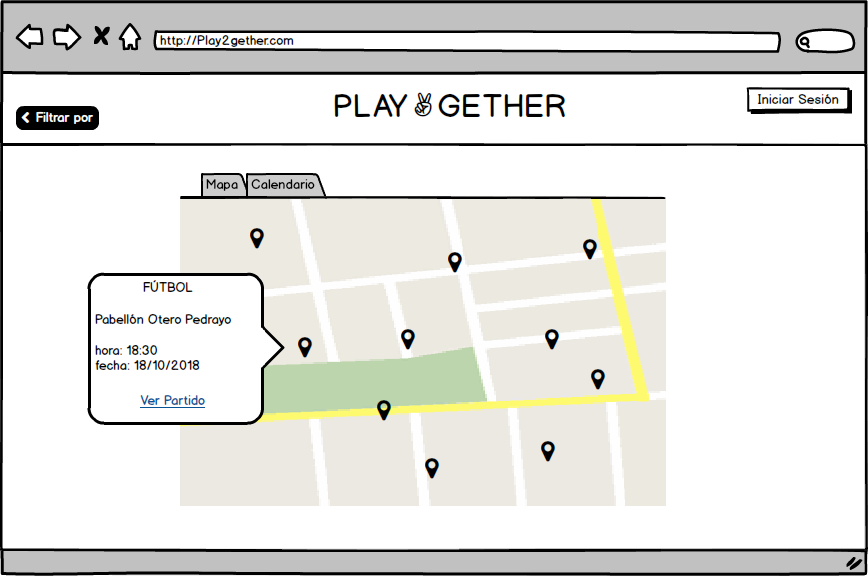 http://Play2gether.com
Filtrar por
PLAY✌GETHER
Iniciar Sesión
Mapa
Calendario
FÚTBOL
Pabellón Otero Pedrayo
hora: 18:30
fecha: 18/10/2018
Ver Partido